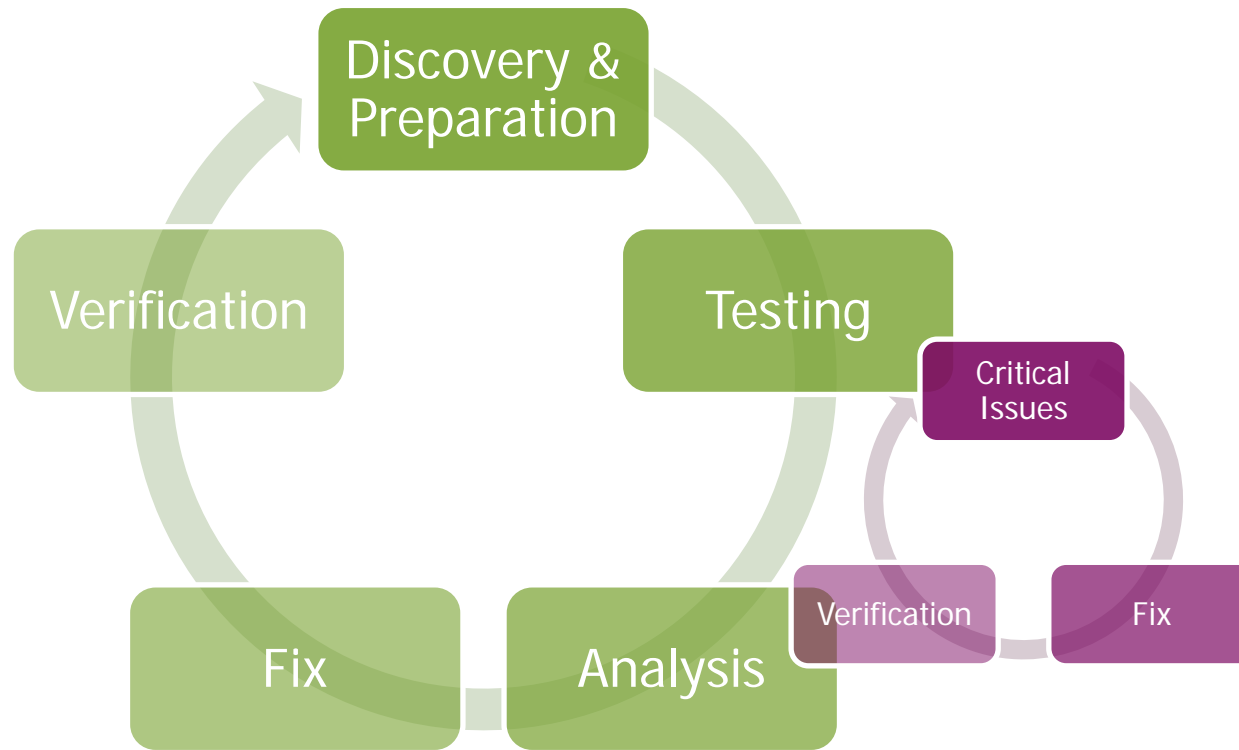 Discovery &
Preparation
Testing
Critical
Issues
Verification
Fix
Analysis
Fix
Verification